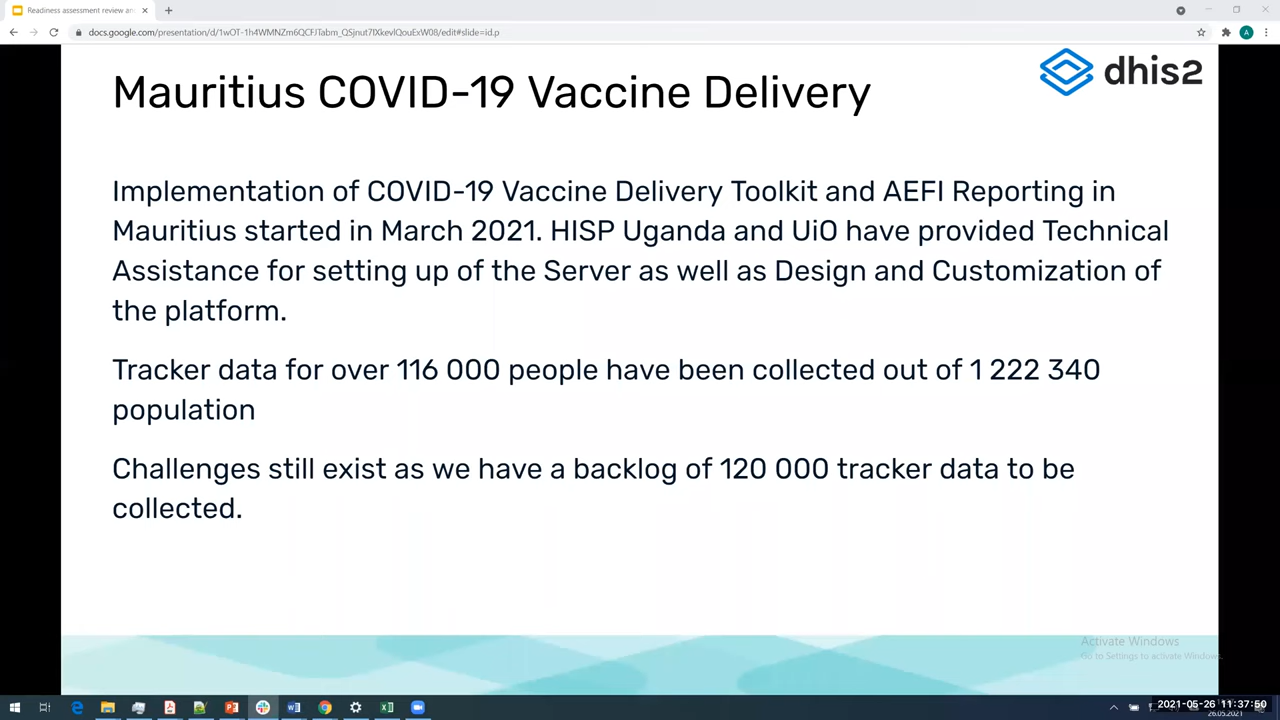 Readiness assessment review an
docs.google.com/presentation/d/1wOT-1h4WMNZm6QCFJTabm_QSjnut7IXkevlQouExW08/edit#slide=id.p
A
Mauritius COVID-19 Vaccine Delivery
dhis2
Implementation of COVID-19 Vaccine Delivery Toolkit and AEFI Reporting in
Mauritius started in March 2021. HISP Uganda and UiO have provided Technical
Assistance for setting up of the Server as well as Design and Customization of
the platform.
Tracker data for over 116 000 people have been collected out of 1 222 340
population
Challenges still exist as we have a backlog of 120 000 tracker data to be
collected.
Activate Windows
Go to Settings to activate Windows.
2021-05-26 11:37:50
26.05.2021